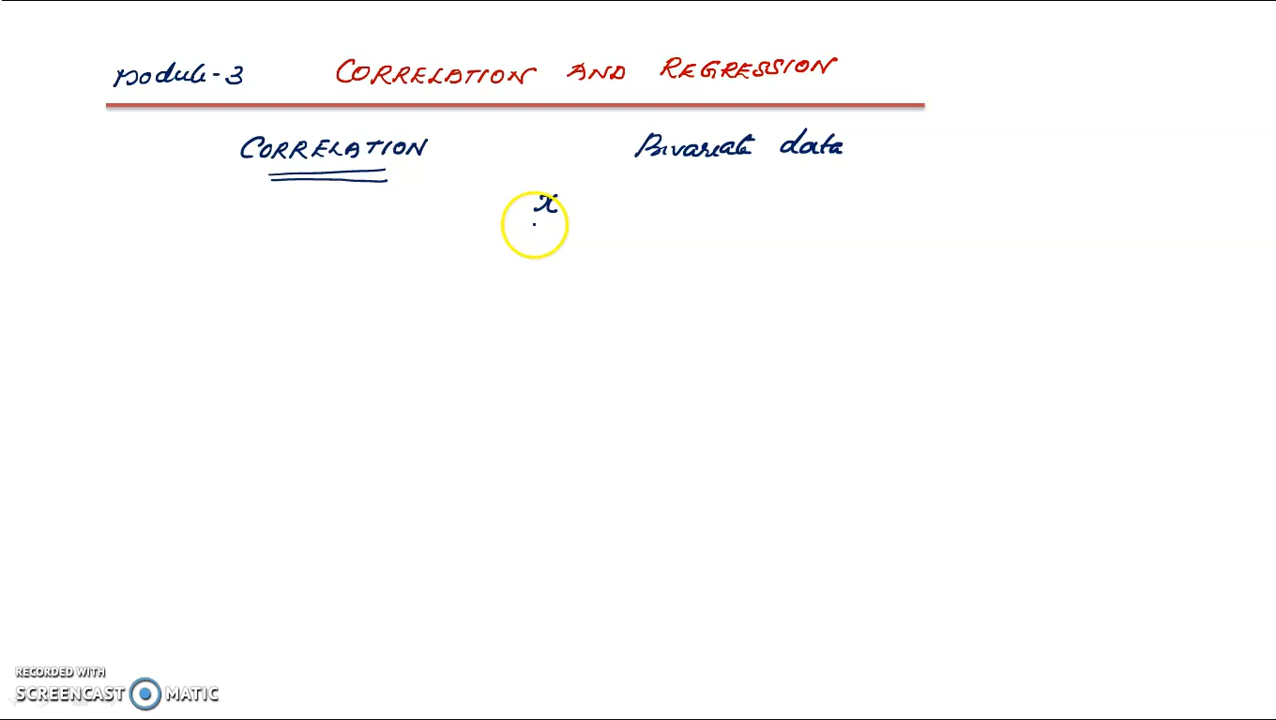 Module-3 CORRELATION AND REGRESSION
CORRELATION Bivariate data
x
RECORDED WITH
SCREENCAST MATIC